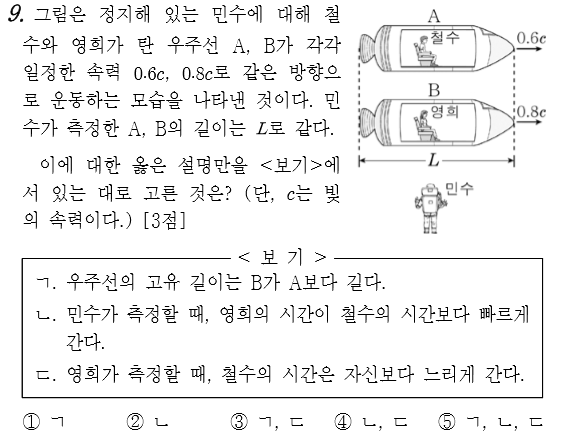 9. 그림은 정지해 있는 민수에 대해 철
수와 영희가 탄 우주선 A, B가 각각
일정한 속력 0.6c, 0.8c로 같은 방향으
로 운동하는 모습을 나타낸 것이다. 민
수가 측정한 A, B의 길이는 L로 같다.
이에 대한 옳은 설명만을 <보기>에
서 있는 대로 고른 것은? (단, c는 빛
의 속력이다.) [3점]
A
철수
0.6c
B
영희
0.8c
L
민수
< 보 기 >
ㄱ. 우주선의 고유 길이는 B가 A보다 길다.
ㄴ. 민수가 측정할 때, 영희의 시간이 철수의 시간보다 빠르게
간다.
ㄷ. 영희가 측정할 때, 철수의 시간은 자신보다 느리게 간다.
① ㄱ ② ㄴ ③ ㄱ, ㄷ ④ ㄴ, ㄷ ⑤ ㄱ, ㄴ, ㄷ